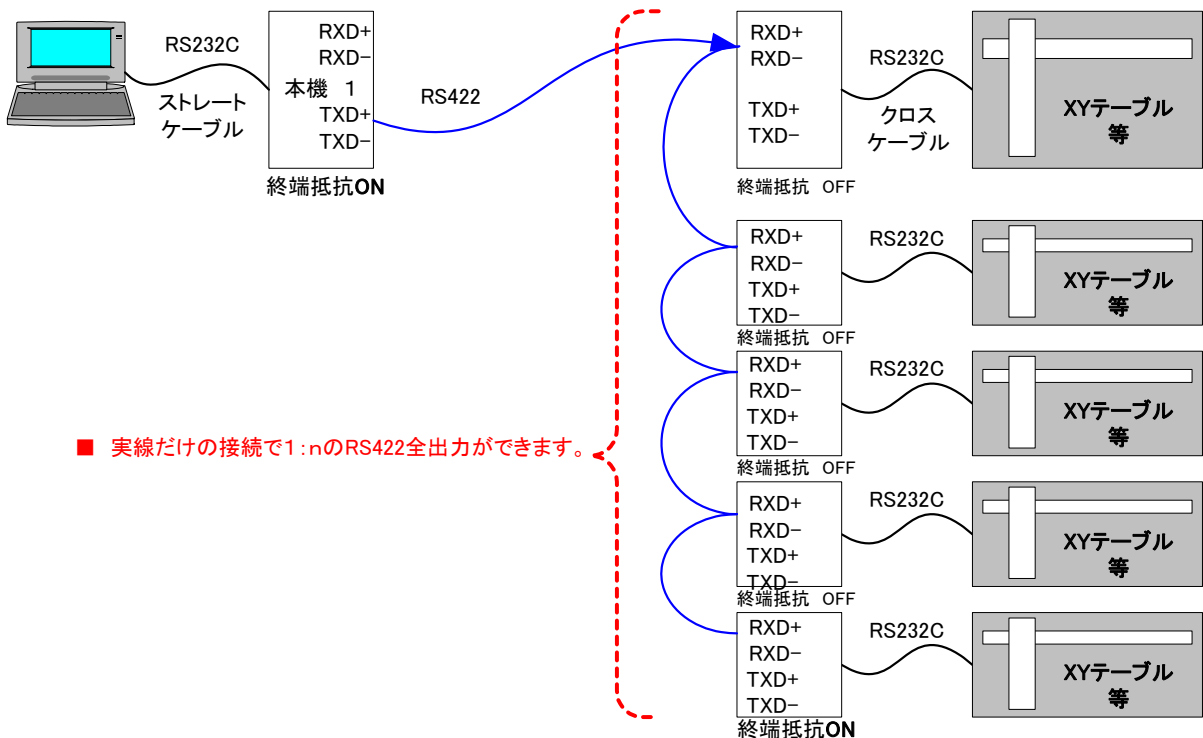 RS232C
ストレート
ケーブル
RXD+
RXD−
本機 1
TXD+
TXD−
終端抵抗ON
RS422
RXD+
RXD−
TXD+
TXD−
終端抵抗 OFF
RS232C
クロス
ケーブル
XYテーブル
等
RXD+
RXD−
TXD+
TXD−
終端抵抗 OFF
RS232C
XYテーブル
等
RXD+
RXD−
TXD+
TXD−
終端抵抗 OFF
RS232C
XYテーブル
等
■ 実線だけの接続で1:nのRS422全出力ができます。
RXD+
RXD−
TXD+
TXD−
終端抵抗 OFF
RS232C
XYテーブル
等
RXD+
RXD−
TXD+
TXD−
終端抵抗ON
RS232C
XYテーブル
等